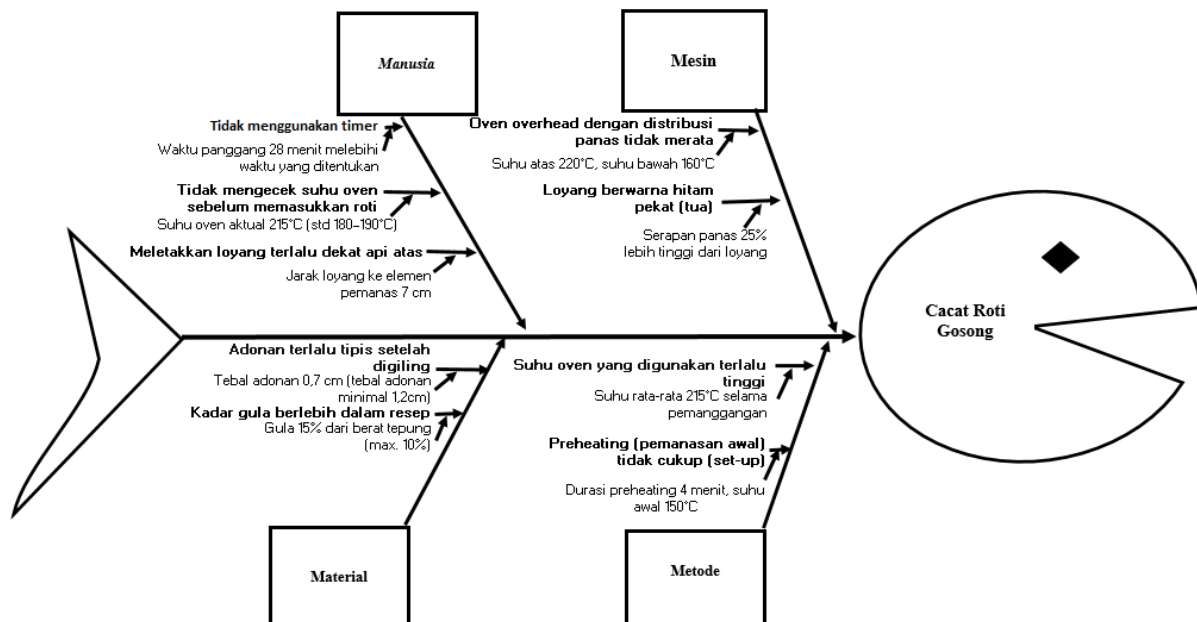 Manusia
Tidak menggunakan timer
Waktu panggang 28 menit melebihi
waktu yang ditentukan
Tidak mengecek suhu oven
sebelum memasukkan roti
Suhu oven aktual 215°C (std 180–190°C)
Meletakkan loyang terlalu dekat api atas
Jarak loyang ke elemen
pemanas 7 cm
Mesin
Oven overhead dengan distribusi
panas tidak merata
Suhu atas 220°C, suhu bawah 160°C
Loyang berwarna hitam
pekat (tua)
Serapan panas 25%
lebih tinggi dari loyang
Cacat Roti
Gosong
Adonan terlalu tipis setelah
digiling
Tebal adonan 0,7 cm (tebal adonan
minimal 1,2cm)
Kadar gula berlebih dalam resep
Gula 15% dari berat tepung
(max. 10%)
Material
Suhu oven yang digunakan terlalu
tinggi
Suhu rata-rata 215°C selama
pemanggangan
Preheating (pemanasan awal)
tidak cukup (set-up)
Durasi preheating 4 menit, suhu
awal 150°C
Metode